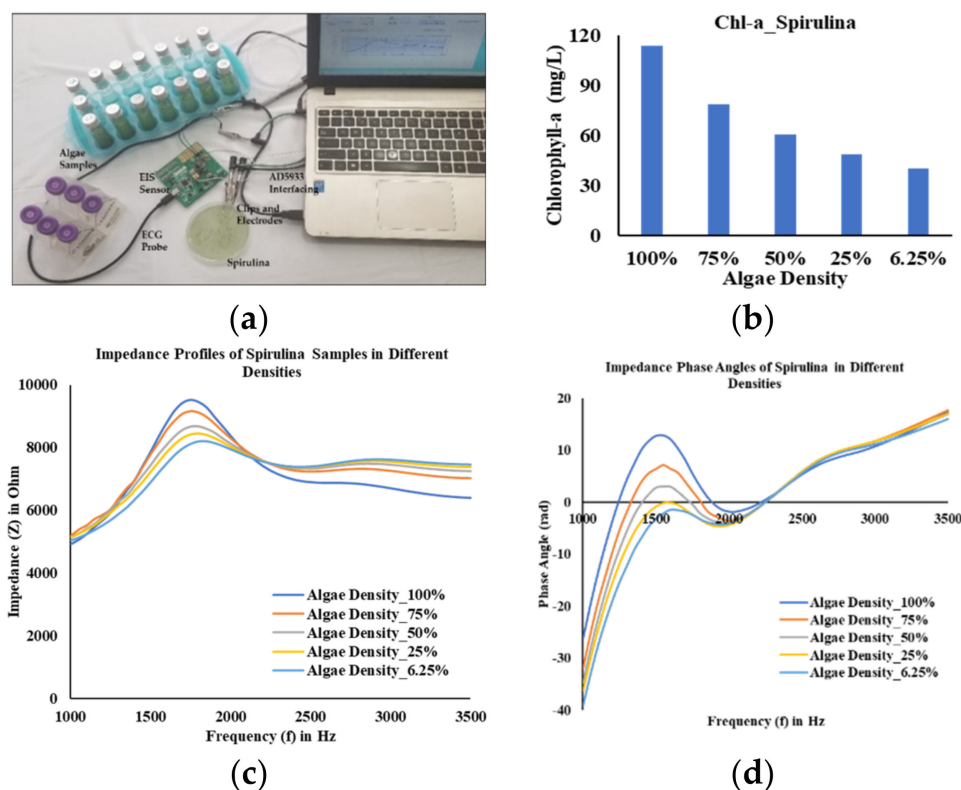 Algae
Samples
EIS
Sensor
AD5933
Interfacing
Clips and
Electrodes
ECG
Probe
Spirulina
(a)
Chl-a_Spirulina
Chlorophyll-a (mg/L)
120
90
60
30
0
100% 75% 50% 25% 6.25%
Algae Density
(b)
Impedance Profiles of Spirulina Samples in Different
Densities
Impedance (Z) in Ohm
10000
8000
6000
4000
2000
0
Algae Density_100%
Algae Density_75%
Algae Density_50%
Algae Density_25%
Algae Density_6.25%
1000 1500 2000 2500 3000 3500
Frequency (f) in Hz
(c)
Impedance Phase Angles of Spirulina in Different
Densities
Phase Angle (rad)
20
10
0
-10
-20
-30
-40
1000 1500 2000 2500 3000 3500
Algae Density_100%
Algae Density_75%
Algae Density_50%
Algae Density_25%
Algae Density_6.25%
Frequency (f) in Hz
(d)